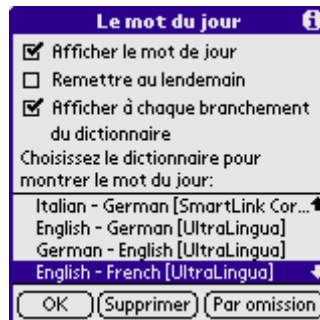 Le mot du jour
Afficher le mot de jour
Remettre au lendemain
Afficher à chaque branchement
du dictionnaire
Choisissez le dictionnaire pour
montrer le mot du jour:
Italian - German [SmartLink Cor...
English - German [UltraLingua]
German - English [UltraLingua]
English - French [UltraLingua]
OK Supprimer Par omission